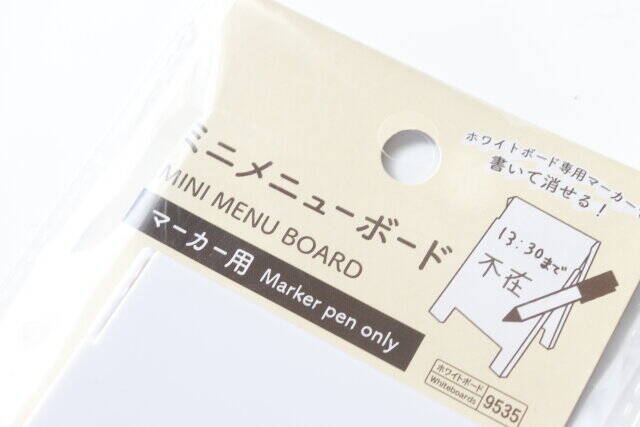 ミニメニューボード
MINI MENU BOARD
マーカー用 Marker pen only
ホワイトボード専用マーカー
書いて消せる!
13:30まで
不在
ホワイトボード
Whiteboards
9535